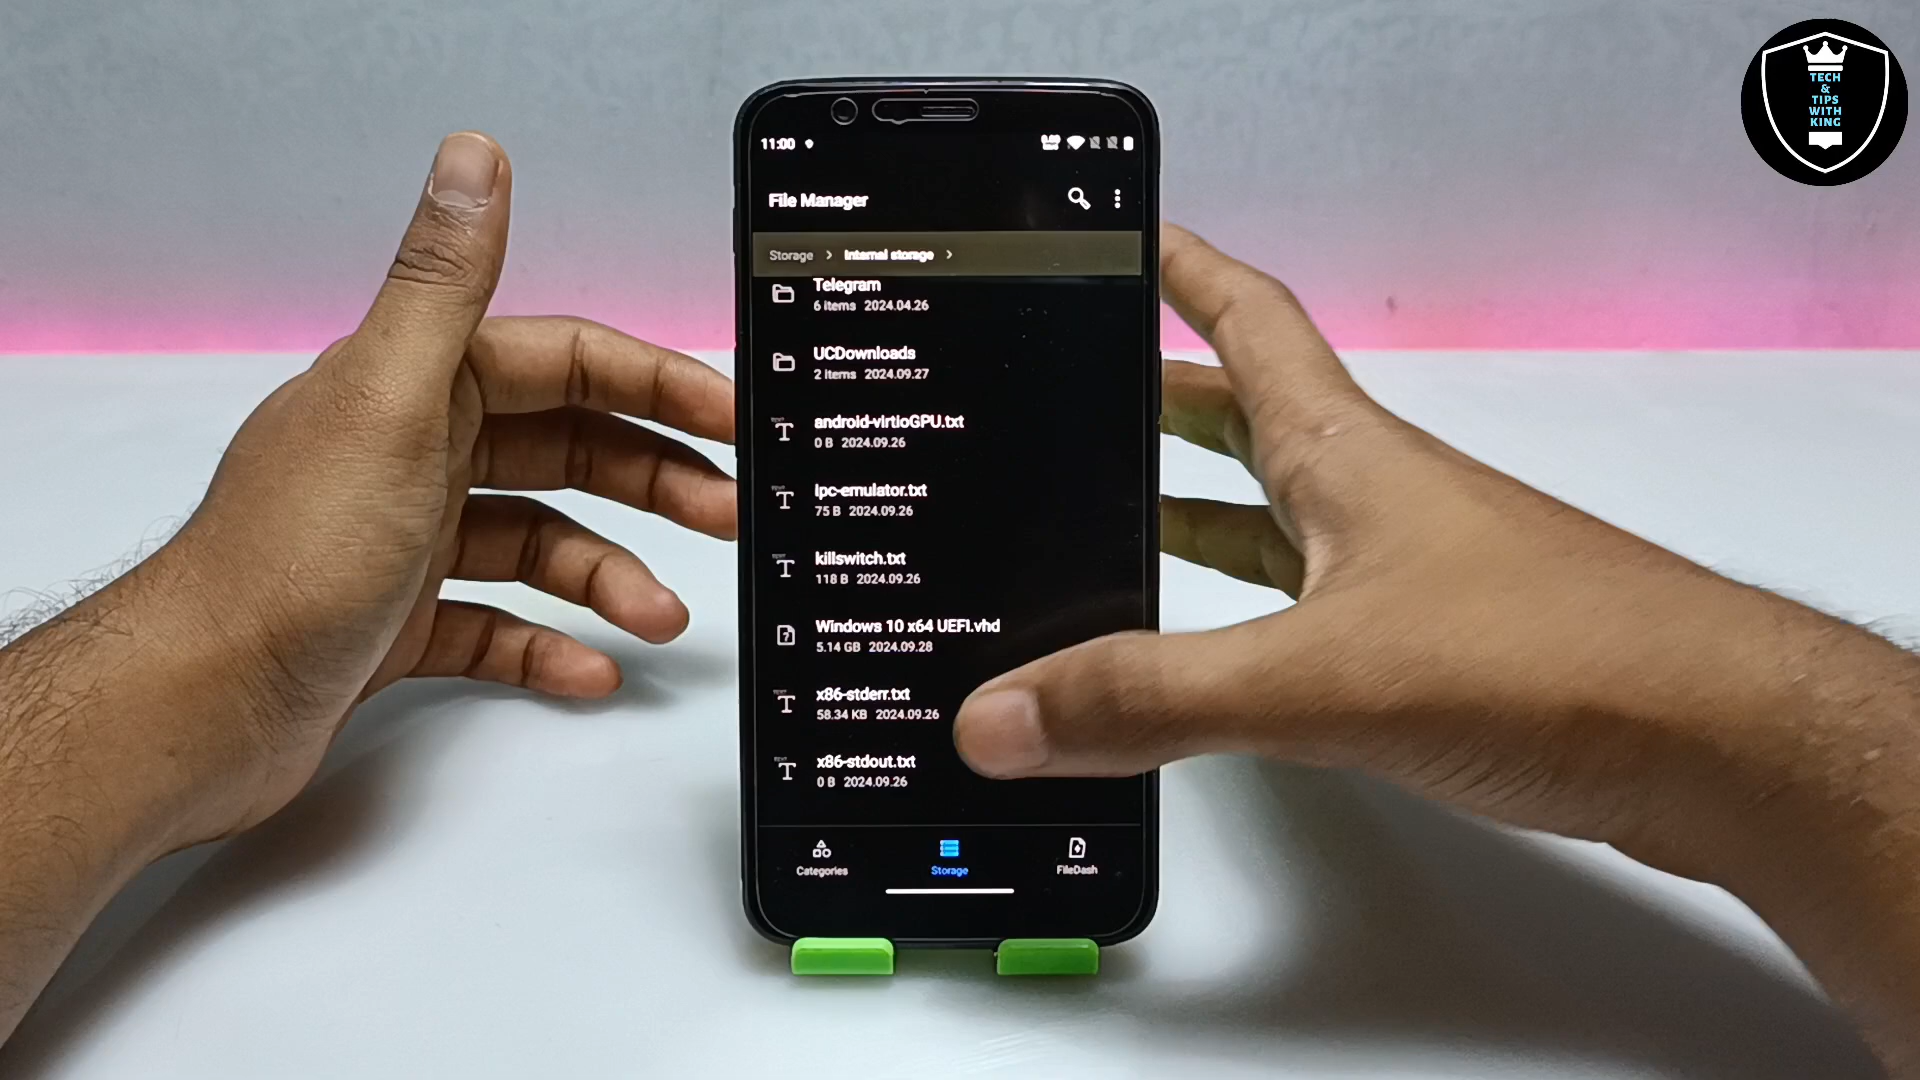 TECH
&
TIPS
WITH
KING
11:00
File Manager
Storage > Internal storage >
Telegram
6 items 2024.04.26
UCDownloads
2 items 2024.09.27
android-virtioGPU.txt
0 B 2024.09.26
ipc-emulator.txt
75 B 2024.09.26
killswitch.txt
118 B 2024.09.26
Windows 10 x64 UEFI.vhd
5.14 GB 2024.09.28
x86-stderr.txt
58.34 KB 2024.09.26
x86-stdout.txt
0 B 2024.09.26
Categories
Storage
FileDash